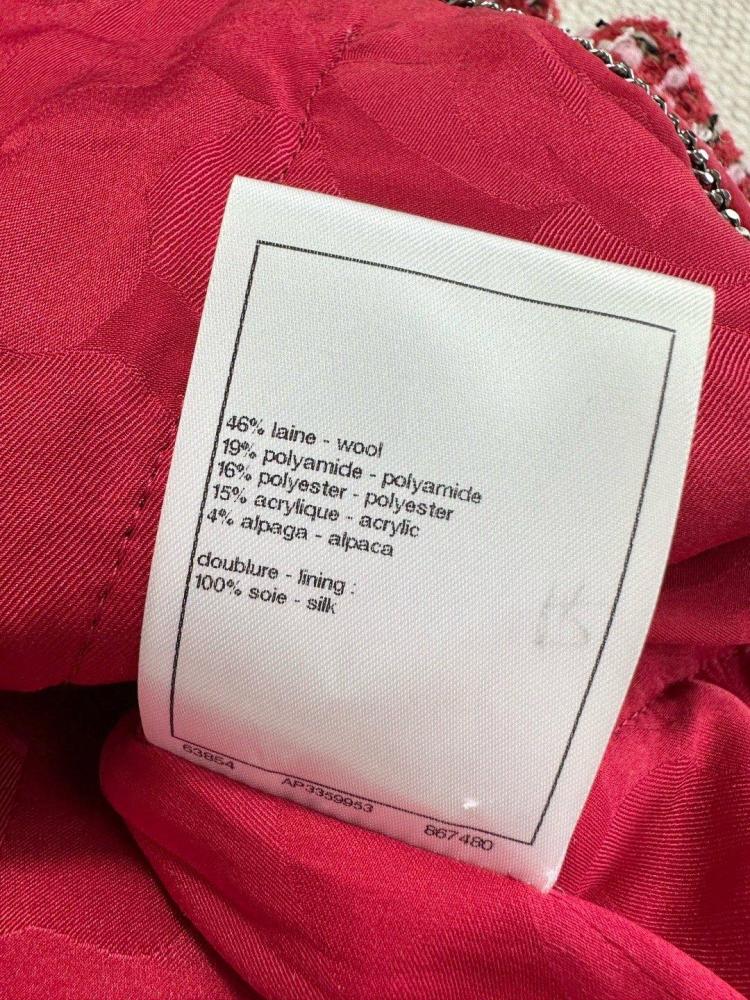 46% laine - wool
19% polyamide - polyamide
16% polyester - polyester
15% acrylique - acrylic
4% alpaga - alpaca
doublure - lining :
100% soie - silk
63854 AP3359953 867480